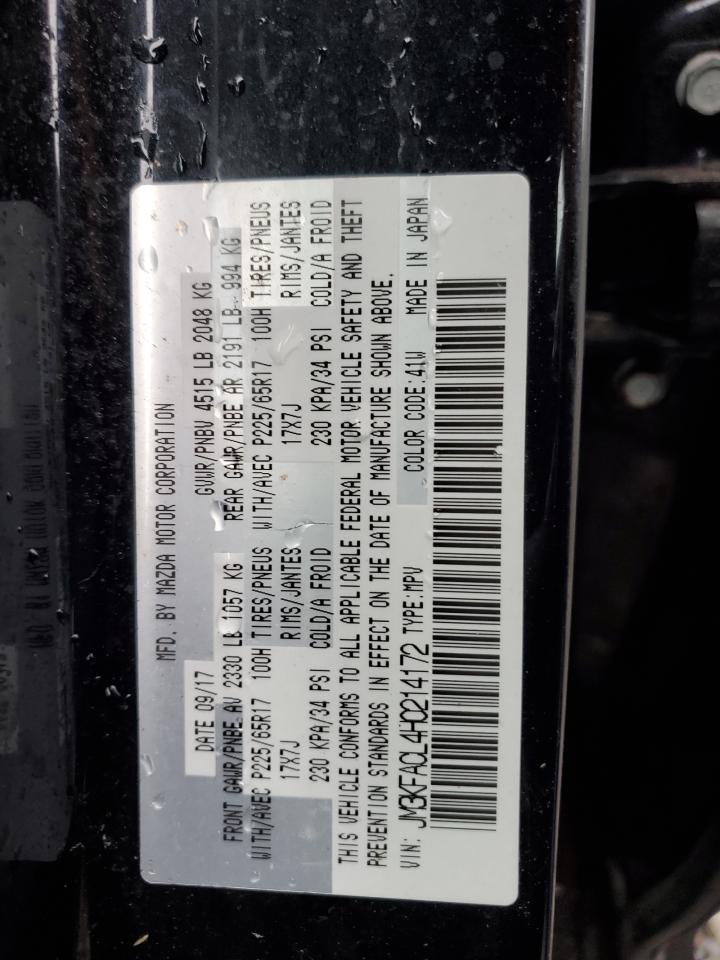 MFD. BY MAZDA MOTOR CORPORATION
DATE 09/17 GVWR/PNBV 4515 LB 2048 KG
FRONT GAWR/PNBE AV 2330 LB 1057 KG REAR GAWR/PNBE AR 2191 LB 994 KG
WITH/AVEC P225/65R17 100H TIRES/PNEUS WITH/AVEC P225/65R17 100H TIRES/PNEUS
17X7J RIMS/JANTES 17X7J RIMS/JANTES
230 KPA/34 PSI COLD/A FROID 230 KPA/34 PSI COLD/A FROID
THIS VEHICLE CONFORMS TO ALL APPLICABLE FEDERAL MOTOR VEHICLE SAFETY AND THEFT
PREVENTION STANDARDS IN EFFECT ON THE DATE OF MANUFACTURE SHOWN ABOVE.
VIN: JM3KFACL4H0214172 TYPE:MPV COLOR CODE:41W MADE IN JAPAN